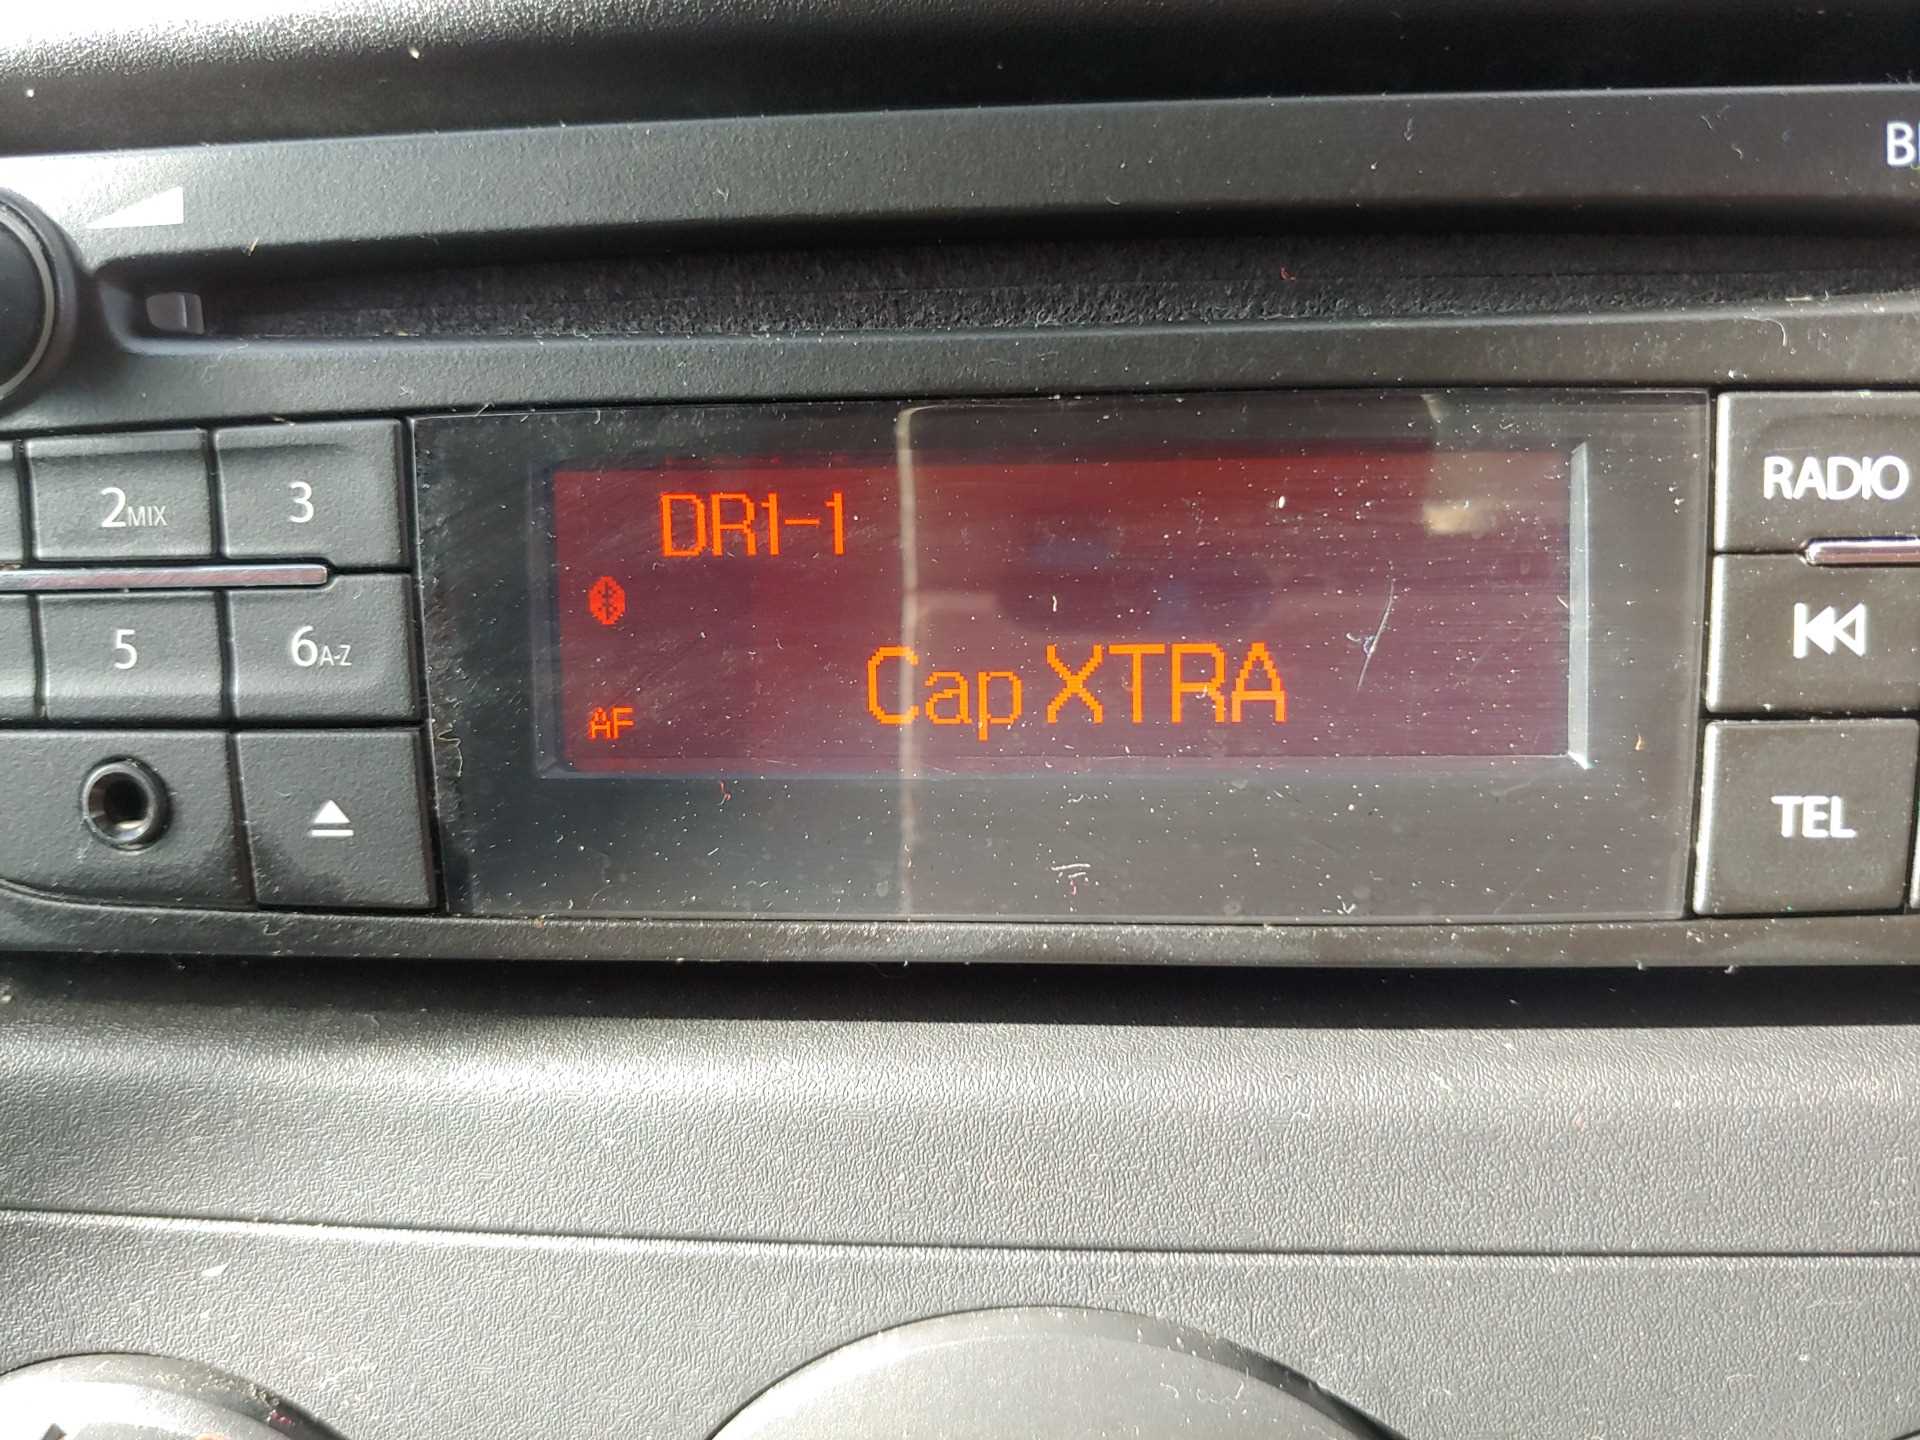 2MIX
3
DR1-1
RADIO
5
6A-Z
AF
Cap XTRA
TEL